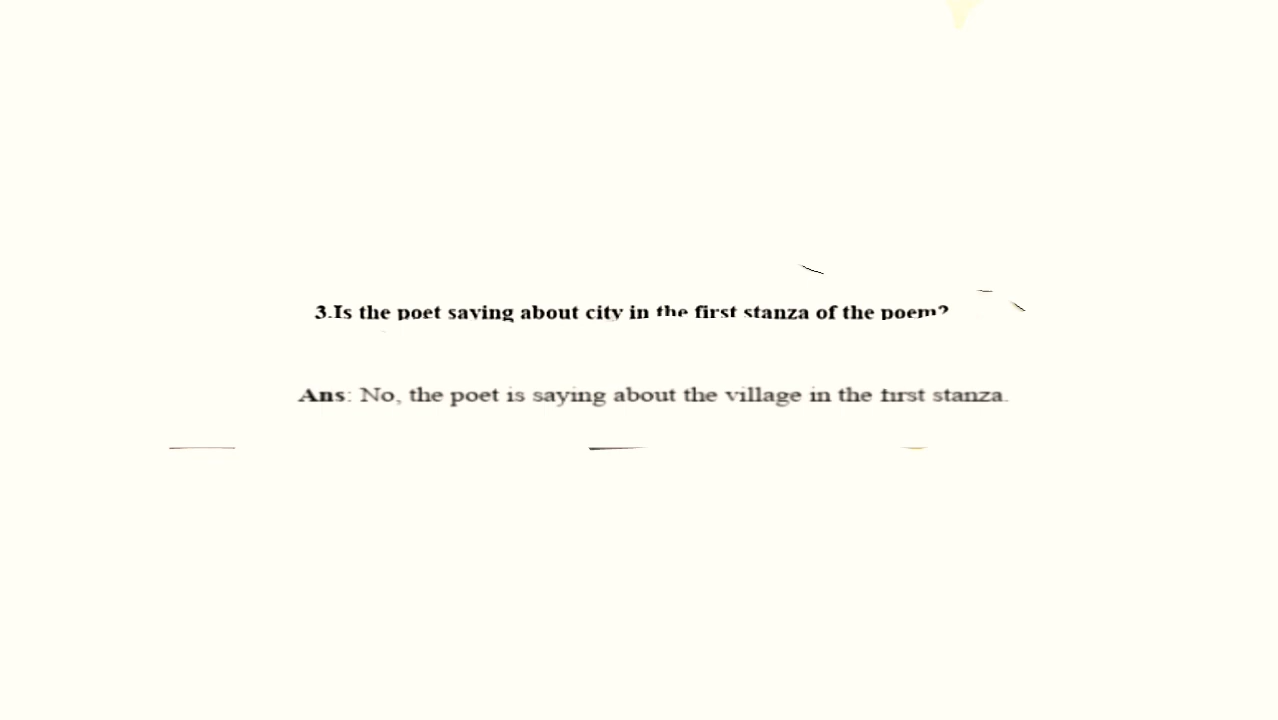 3.Is the poet saying about city in the first stanza of the poem?
Ans: No, the poet is saying about the village in the first stanza.